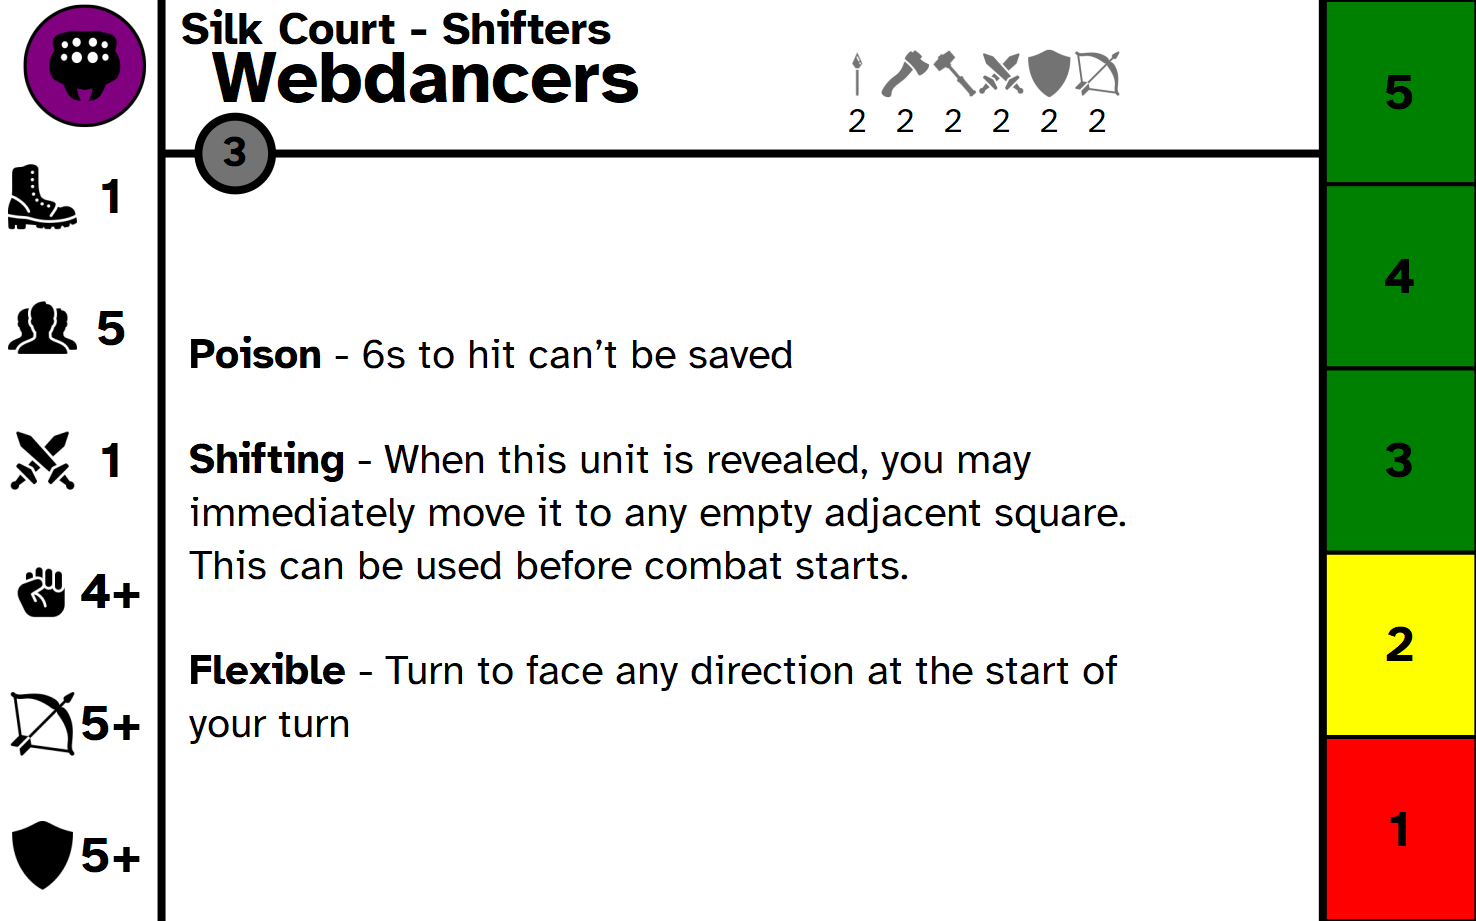 Silk Court - Shifters
Webdancers
2 2 2 2 2 2
3
1
5
1
4+
5+
5+
Poison - 6s to hit can’t be saved
Shifting - When this unit is revealed, you may
immediately move it to any empty adjacent square.
This can be used before combat starts.
Flexible - Turn to face any direction at the start of
your turn
5
4
3
2
1